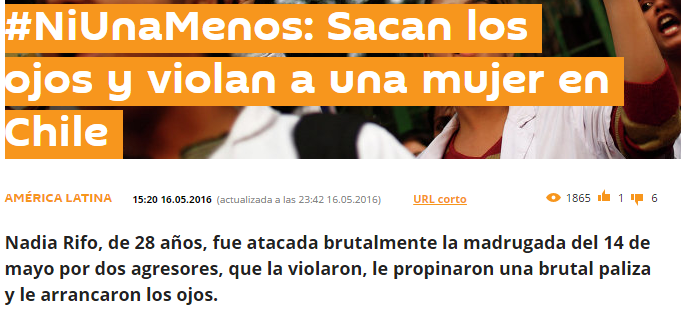 #NiUnaMenos: Sacan los
ojos y violan a una mujer en
Chile
AMÉRICA LATINA 15:20 16.05.2016 (actualizada a las 23:42 16.05.2016) URL corto 1865 1 6
Nadia Rifo, de 28 años, fue atacada brutalmente la madrugada del 14 de
mayo por dos agresores, que la violaron, le propinaron una brutal paliza
y le arrancaron los ojos.